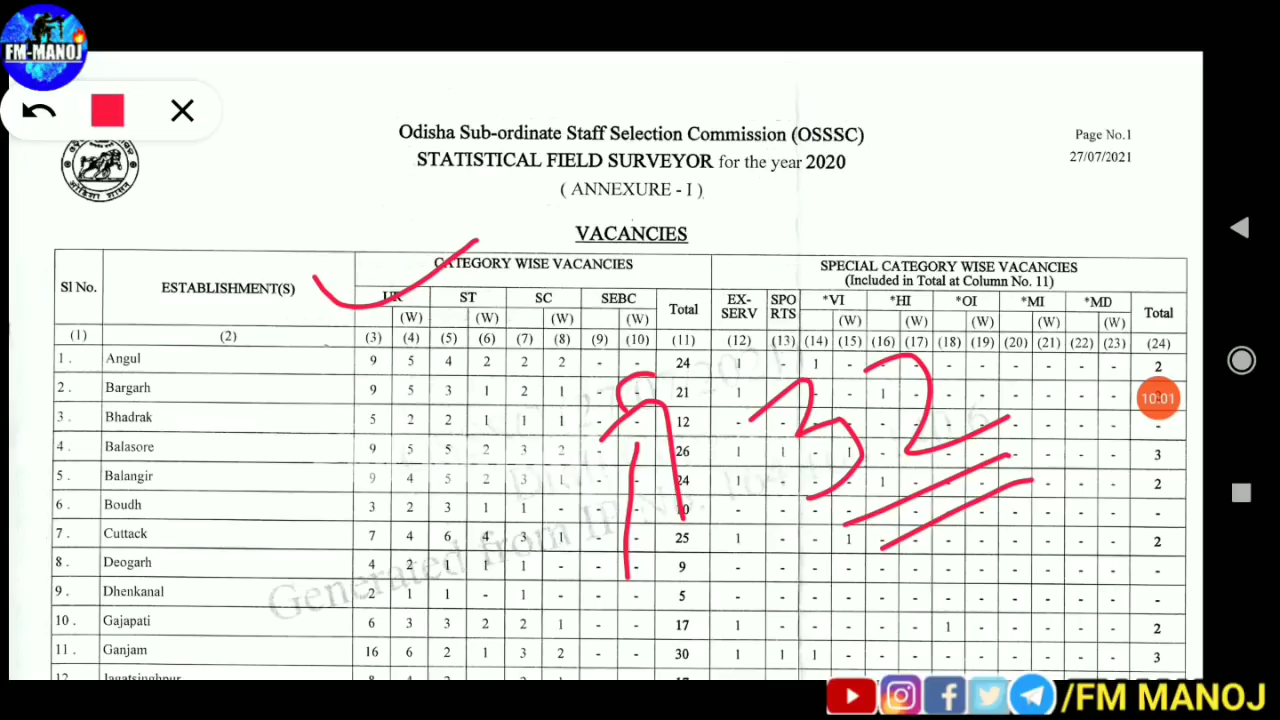 FM-MANOJ
Odisha Sub-ordinate Staff Selection Commission (OSSSC)
Page No.1
STATISTICAL FIELD SURVEYOR for the year 2020
27/07/2021
( ANNEXURE - I )
VACANCIES
Sl No. ESTABLISHMENT(S) CATEGORY WISE VACANCIES SPECIAL CATEGORY WISE VACANCIES
(Included in Total at Column No. 11)
UR ST SC SEBC Total EX-SERV SPORTS *VI *HI *OI *MI *MD Total
(W) (W) (W) (W) (W) (W) (W) (W) (W)
(1) (2) (3) (4) (5) (6) (7) (8) (9) (10) (11) (12) (13) (14) (15) (16) (17) (18) (19) (20) (21) (22) (23) (24)
1. Angul 9 5 4 2 2 2 - - 24 - - 1 - - - - - - - - - 2
2. Bargarh 9 5 3 1 2 1 - - 21 1 - - 1 - - - - - - -
10:01
3. Bhadrak 5 2 2 1 1 1 - - 12 - - - - - - - - - - - -
4. Balasore 9 5 5 2 3 2 - - 26 1 1 - 1 - - - - - - - - 3
5. Balangir 9 4 5 2 3 1 - - 24 1 - - 1 - - - - - - - 2
6. Boudh 3 2 3 1 1 - - - 10 - - - - - - - - - - - - -
7. Cuttack 7 4 6 4 3 1 - - 25 1 - - 1 - - - - - - - - 2
8. Deogarh 4 2 1 1 1 - - - 9 - - - - - - - - - - - - -
9. Dhenkanal 2 1 1 - 1 - - - 5 - - - - - - - - - - - - -
10. Gajapati 6 3 3 2 2 1 - - 17 1 - - - - - 1 - - - - - 2
11. Ganjam 16 6 2 1 3 2 - - 30 1 1 1 - - - - - - - - - 3
12. Jagatsinghpur
Generated from IP No.
32
/FM MANOJ